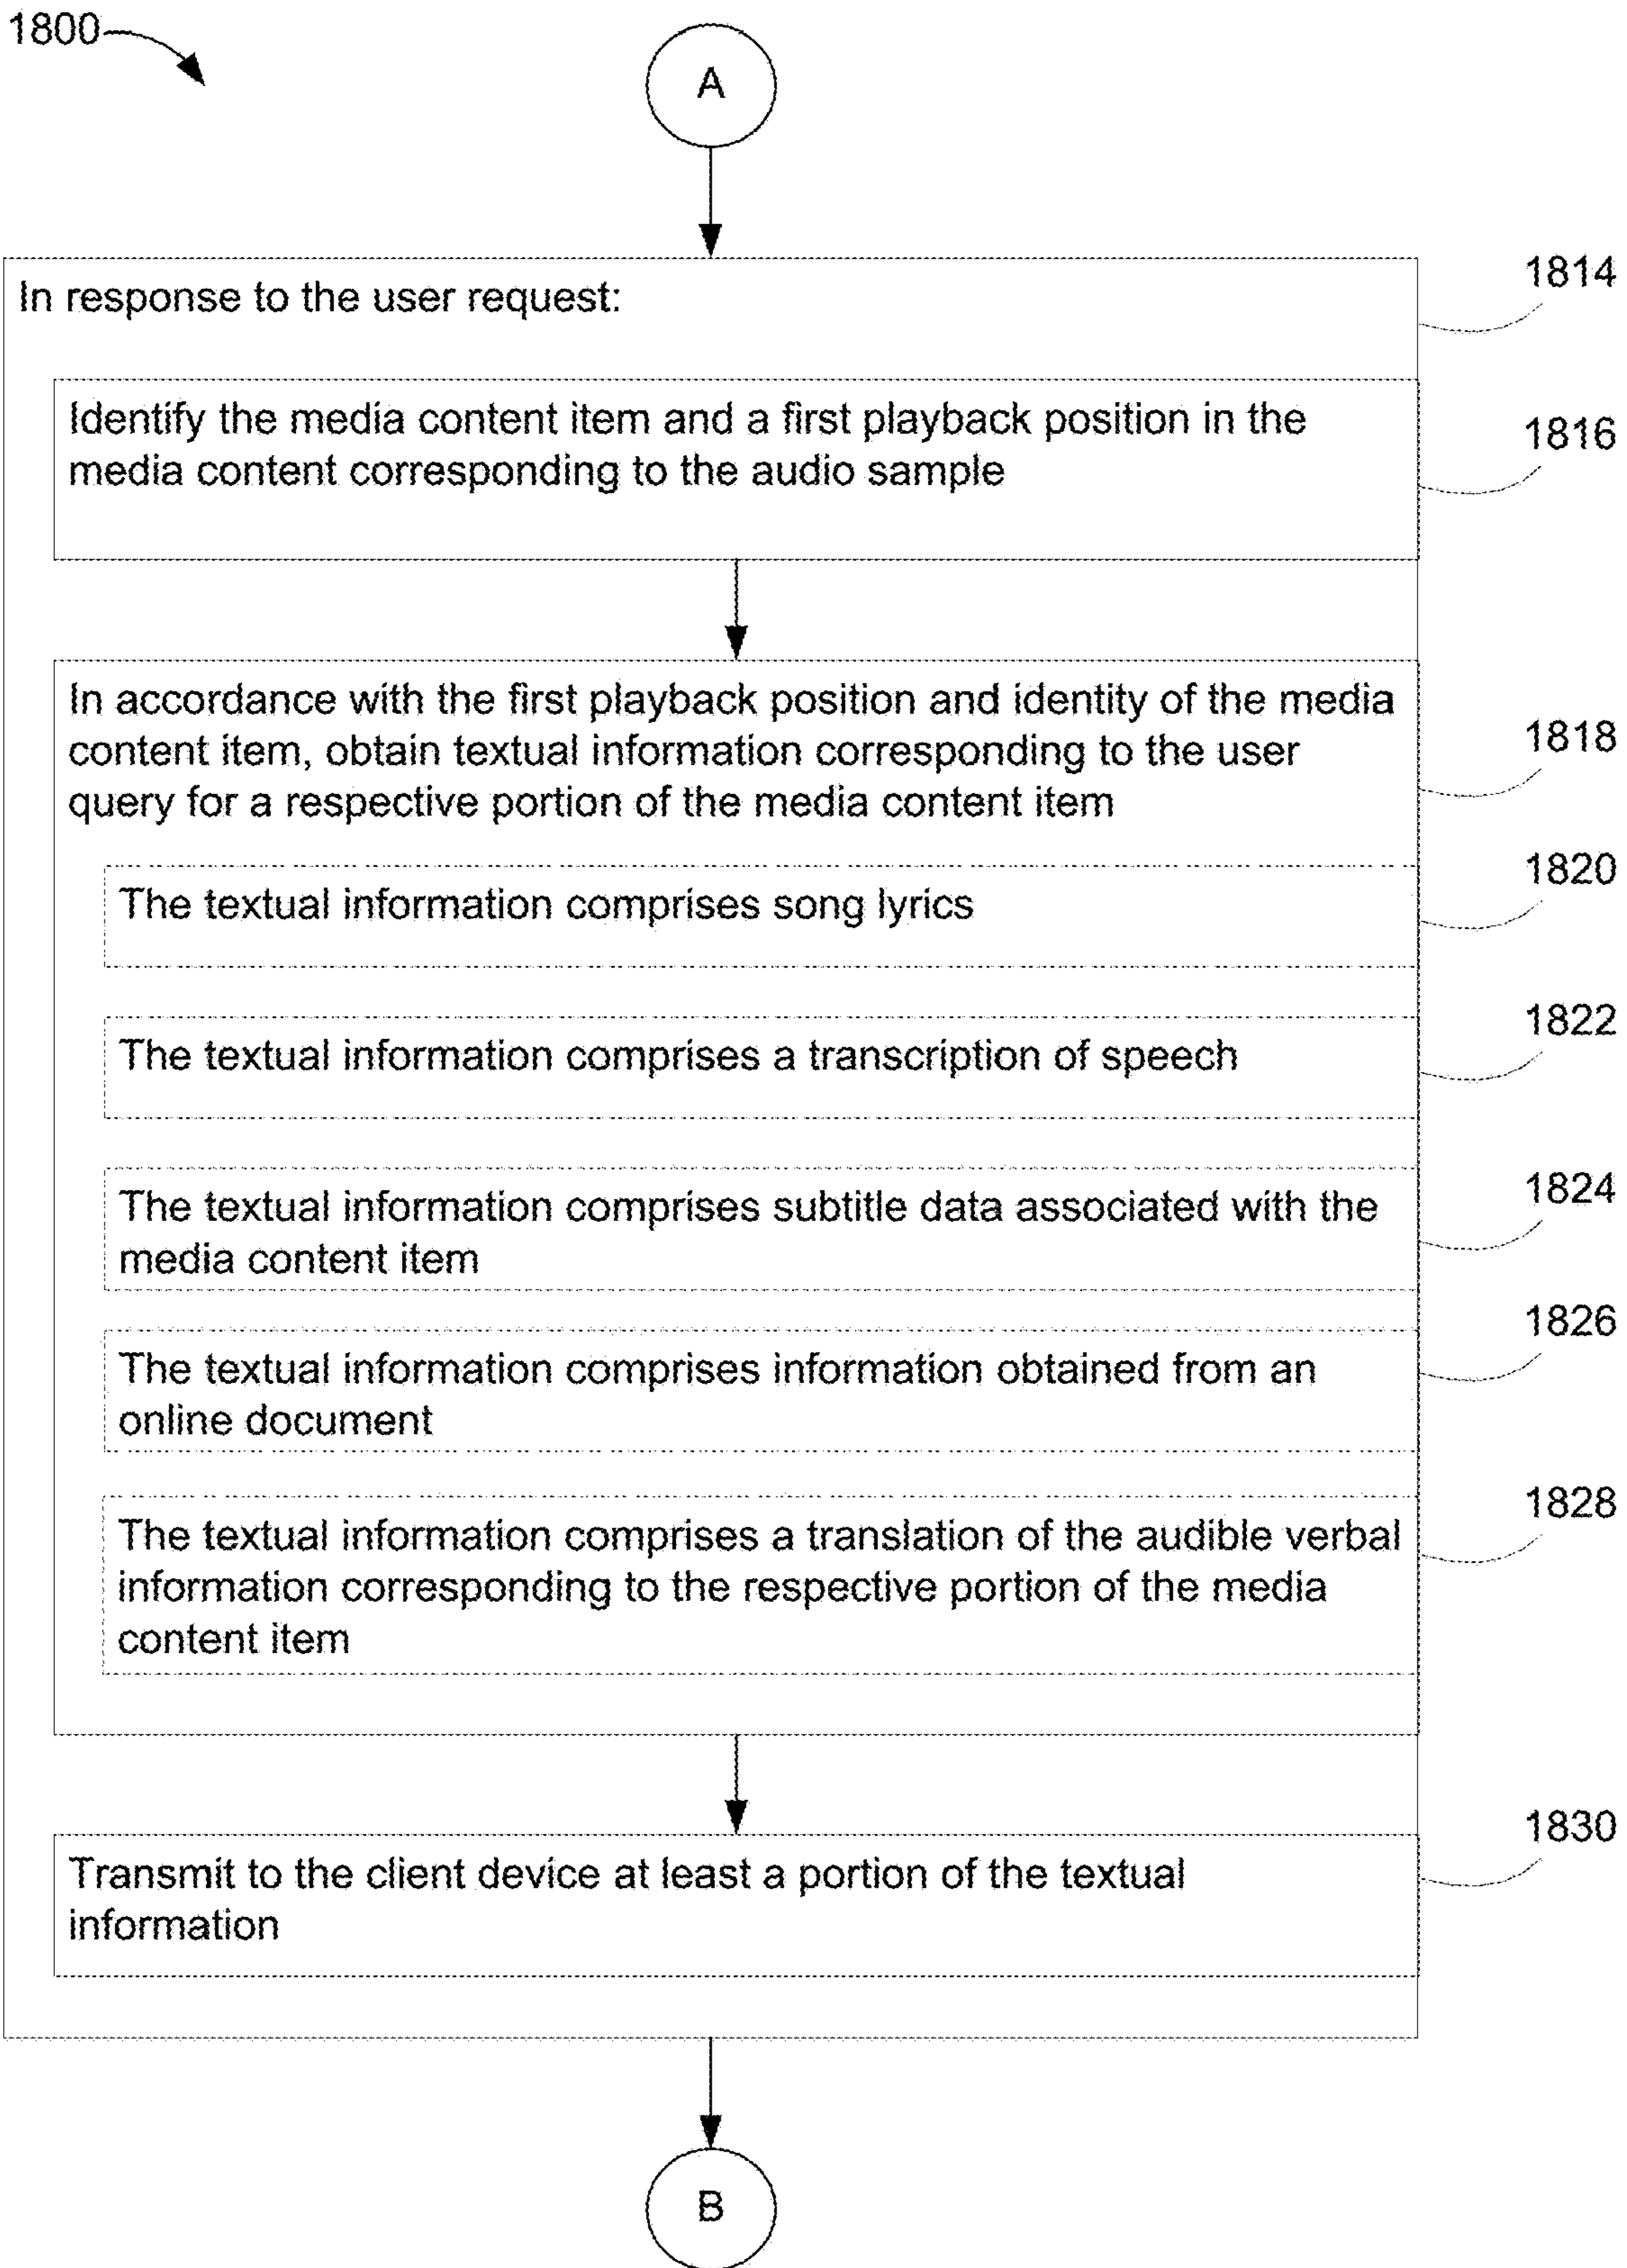 1800
A
In response to the user request:
1814
Identify the media content item and a first playback position in the
media content corresponding to the audio sample
1816
In accordance with the first playback position and identity of the media
content item, obtain textual information corresponding to the user
query for a respective portion of the media content item
1818
The textual information comprises song lyrics
1820
The textual information comprises a transcription of speech
1822
The textual information comprises subtitle data associated with the
media content item
1824
The textual information comprises information obtained from an
online document
1826
The textual information comprises a translation of the audible verbal
information corresponding to the respective portion of the media
content item
1828
Transmit to the client device at least a portion of the textual
information
1830
B